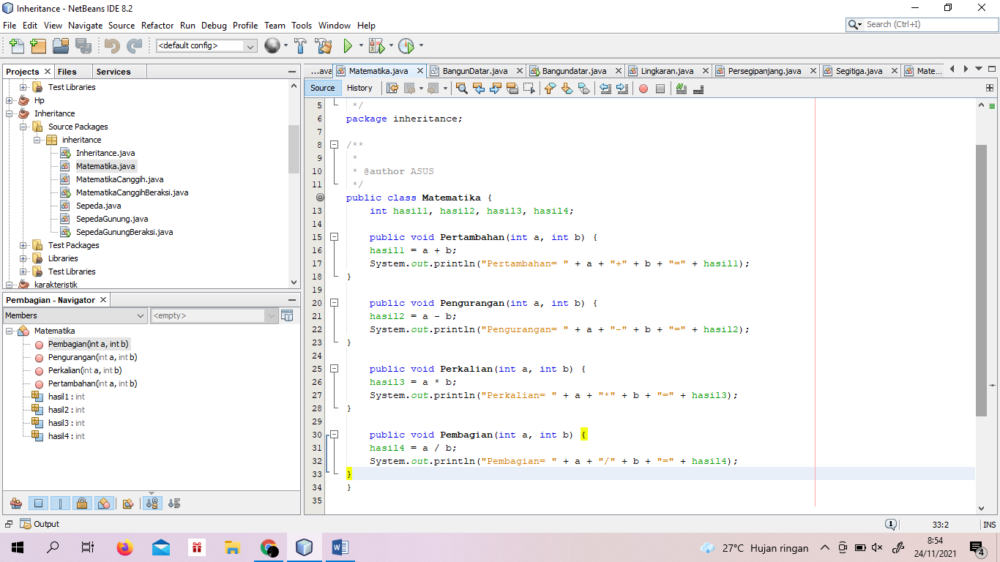 Inheritance - NetBeans IDE 8.2
File Edit View Navigate Source Refactor Run Debug Profile Team Tools Window Help
Search (Ctrl+I)
<default config>
Projects Files Services
Test Libraries
Hp
Inheritance
Source Packages
inheritance
Inheritance.java
Matematika.java
MatematikaCanggih.java
MatematikaCanggihBeraksi.java
Sepeda.java
SepedaGunung.java
SepedaGunungBeraksi.java
Test Packages
Libraries
Test Libraries
karakteristik
Pembagian - Navigator
Members <empty>
Matematika
Pembagian(int a, int b)
Pengurangan(int a, int b)
Perkalian(int a, int b)
Pertambahan(int a, int b)
hasil1 : int
hasil2 : int
hasil3 : int
hasil4 : int
...ava Matematika.java BangunDatar.java Bangundatar.java Lingkaran.java Persegipanjang.java Segitiga.java Mate...
Source History
5 */
6 package inheritance;
7
8 /**
9 *
10 * @author ASUS
11 */
public class Matematika {
13 int hasil1, hasil2, hasil3, hasil4;
14
15 public void Pertambahan(int a, int b) {
16 hasil1 = a + b;
17 System.out.println("Pertambahan= " + a + "+" + b + "=" + hasil1);
18 }
19
20 public void Pengurangan(int a, int b) {
21 hasil2 = a - b;
22 System.out.println("Pengurangan= " + a + "-" + b + "=" + hasil2);
23 }
24
25 public void Perkalian(int a, int b) {
26 hasil3 = a * b;
27 System.out.println("Perkalian= " + a + "*" + b + "=" + hasil3);
28 }
29
30 public void Pembagian(int a, int b) {
31 hasil4 = a / b;
32 System.out.println("Pembagian= " + a + "/" + b + "=" + hasil4);
33 }
34 }
35
Output
1 33:2 INS
27°C Hujan ringan
8:54
24/11/2021
4